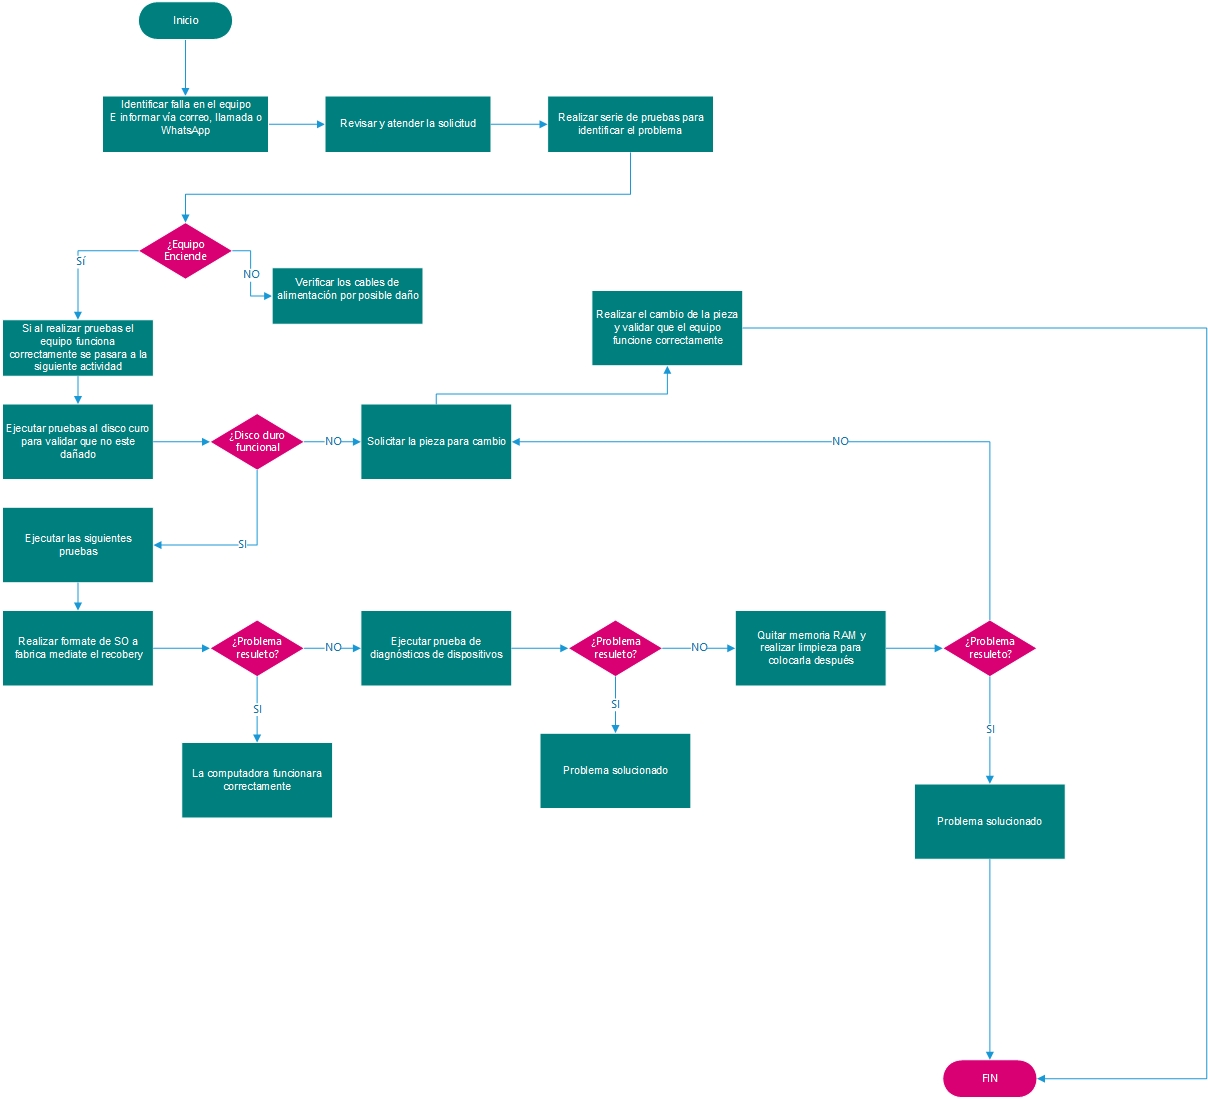 Inicio
Identificar falla en el equipo
E informar vía correo, llamada o
WhatsApp
Revisar y atender la solicitud
Realizar serie de pruebas para
identificar el problema
¿Equipo
Enciende
Sí
NO
Verificar los cables de
alimentación por posible daño
Si al realizar pruebas el
equipo funciona
correctamente se pasara a la
siguiente actividad
Realizar el cambio de la pieza
y validar que el equipo
funcione correctamente
Ejecutar pruebas al disco curo
para validar que no este
dañado
¿Disco duro
funcional
NO
Solicitar la pieza para cambio
NO
SI
Ejecutar las siguientes
pruebas
Realizar formate de SO a
fabrica mediate el recobery
¿Problema
resuleto?
NO
Ejecutar prueba de
diagnósticos de dispositivos
¿Problema
resuleto?
NO
Quitar memoria RAM y
realizar limpieza para
colocarla después
¿Problema
resuleto?
SI
SI
SI
La computadora funcionara
correctamente
Problema solucionado
Problema solucionado
FIN